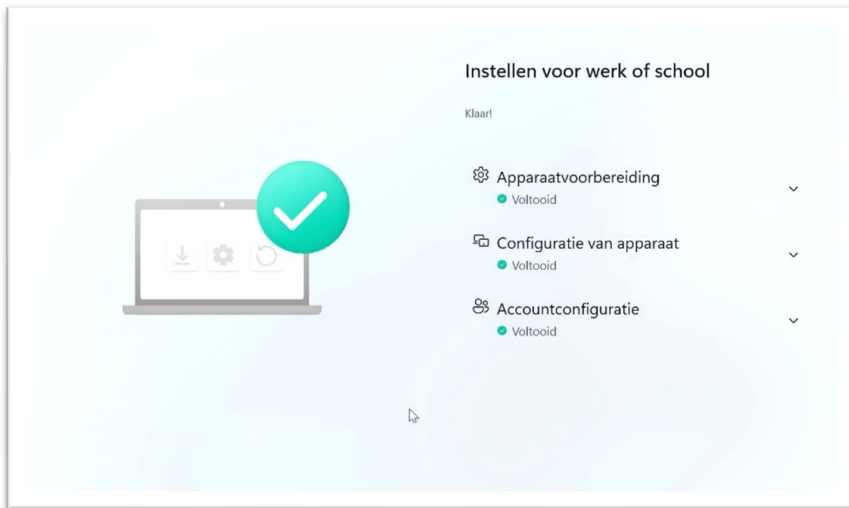 Instellen voor werk of school
Klaar!
Apparaatvoorbereiding
Voltooid
Configuratie van apparaat
Voltooid
Accountconfiguratie
Voltooid